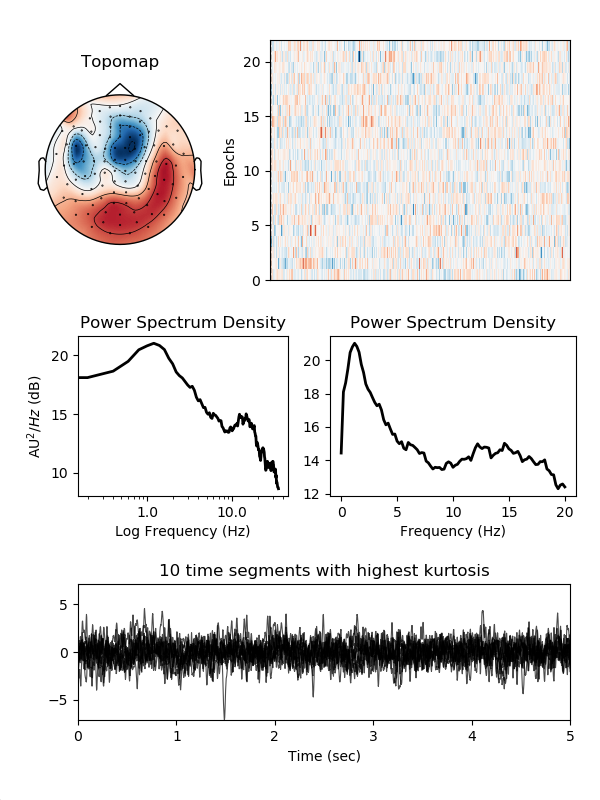 Topomap
Epochs
20
15
10
5
0
Power Spectrum Density
AU²/Hz (dB)
20
15
10
1.0 10.0
Log Frequency (Hz)
Power Spectrum Density
20
18
16
14
12
0 5 10 15 20
Frequency (Hz)
10 time segments with highest kurtosis
5
0
−5
0 1 2 3 4 5
Time (sec)